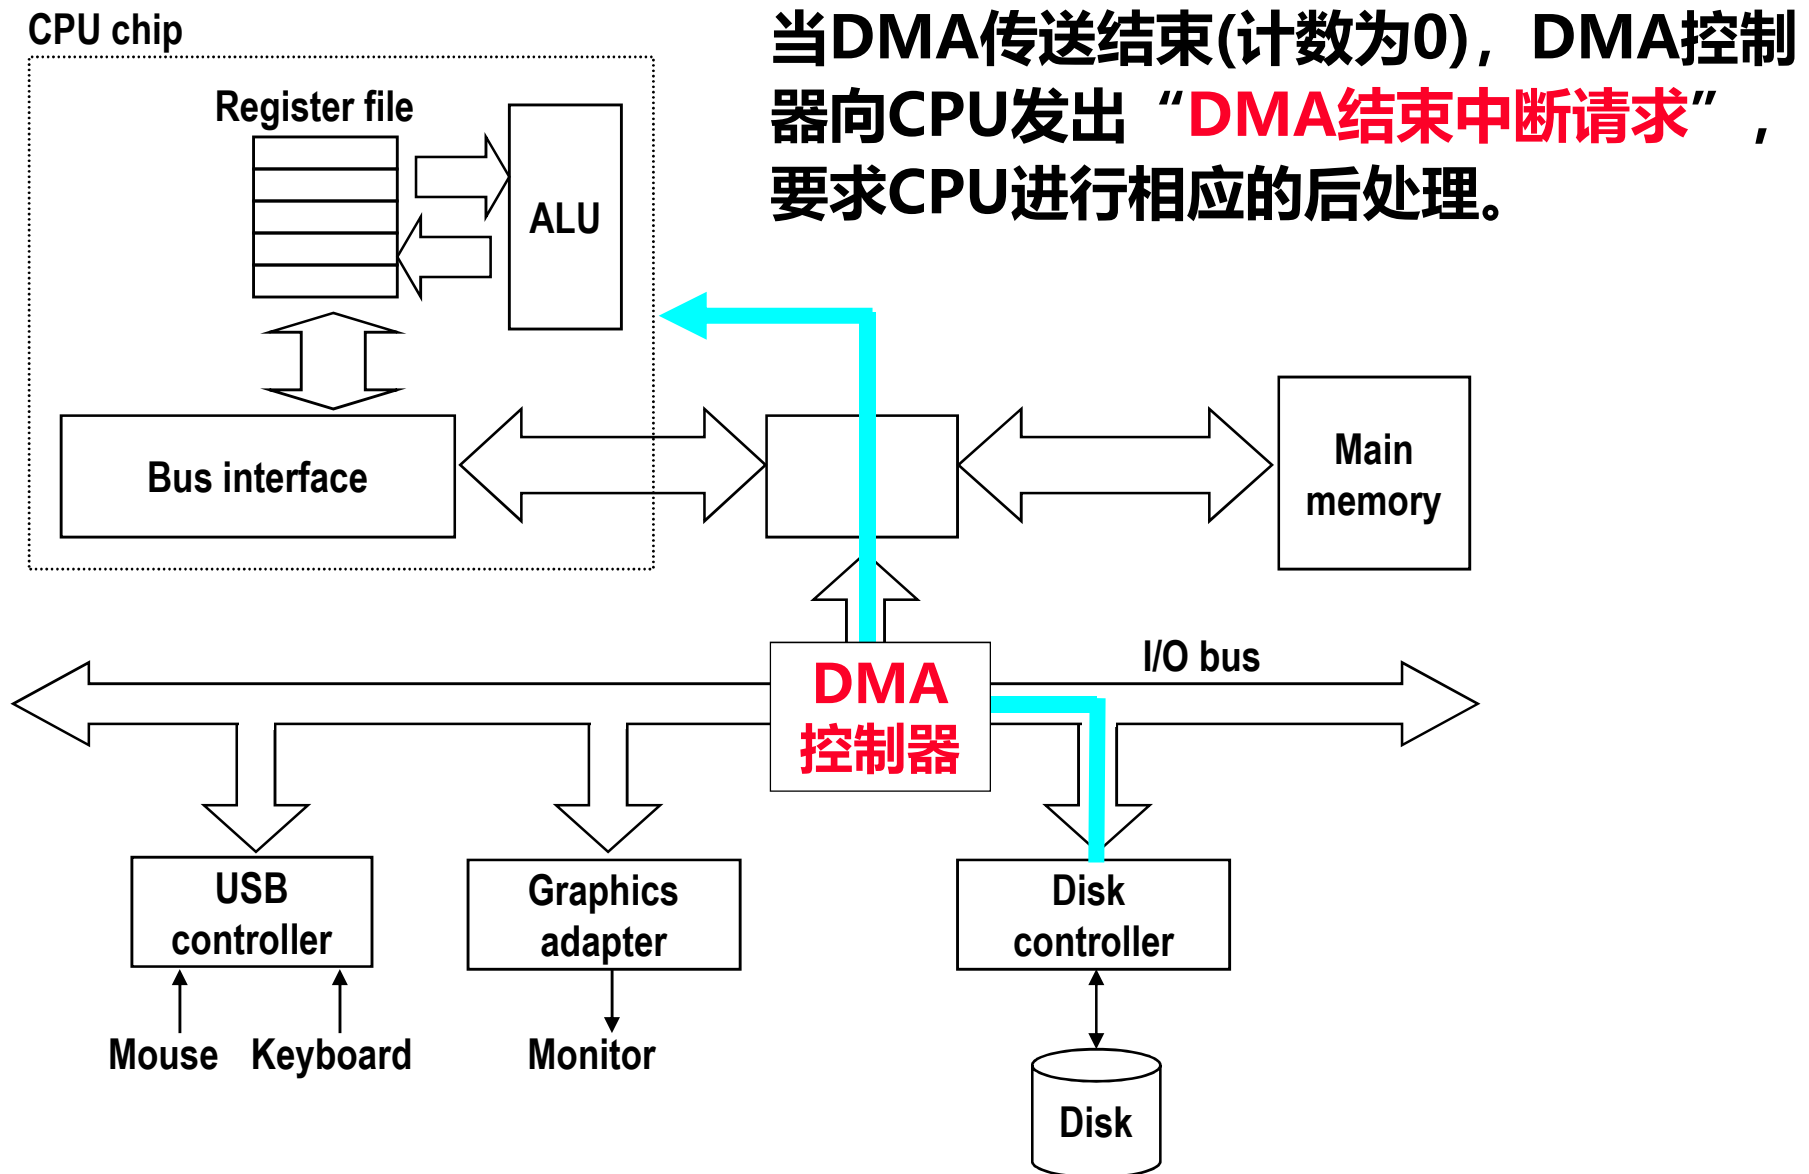 CPU chip
当DMA传送结束(计数为0)，DMA控制
器向CPU发出“DMA结束中断请求”，
要求CPU进行相应的后处理。
Register file
ALU
Bus interface
Main
memory
I/O bus
DMA
控制器
USB
controller
Graphics
adapter
Disk
controller
Mouse
Keyboard
Monitor
Disk